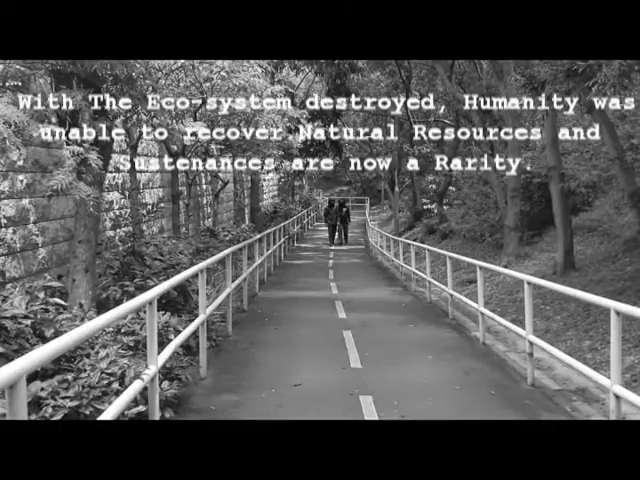 With The Eco-system destroyed, Humanity was
unable to recover Natural Resources and
Sustenances are now a Rarity.